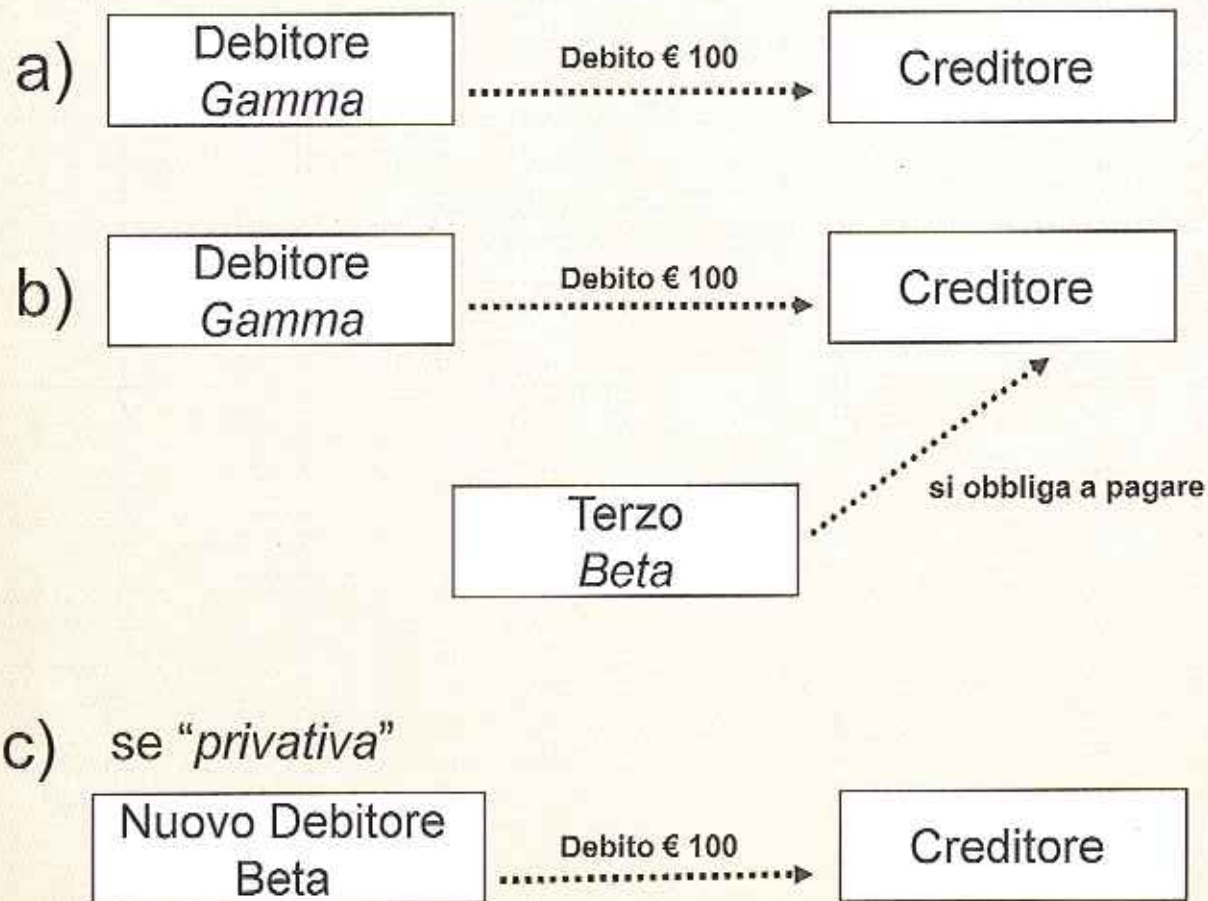 a)
Debitore
Gamma
Debito € 100
Creditore
b)
Debitore
Gamma
Debito € 100
Creditore
si obbliga a pagare
Terzo
Beta
c) se “privativa”
Nuovo Debitore
Beta
Debito € 100
Creditore